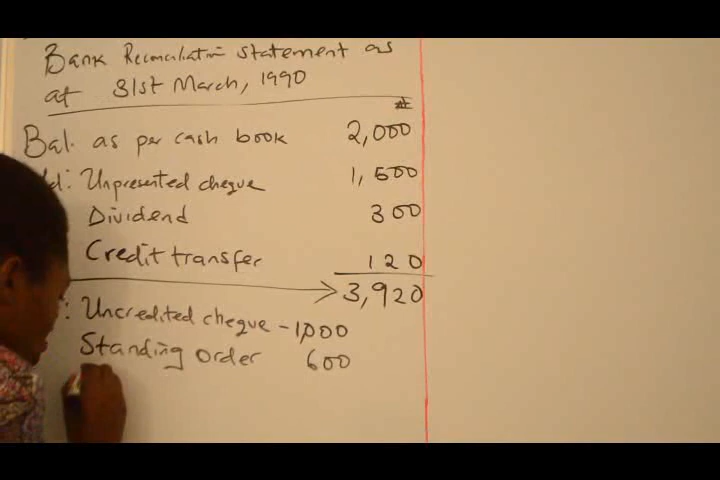 Bank Reconciliation statement as
at 31st March, 1990
₦
Bal. as per cash book 2,000
d: Unpresented cheque 1,500
Dividend 300
Credit transfer 120
3,920
: Uncredited cheque - 1,000
Standing order 600